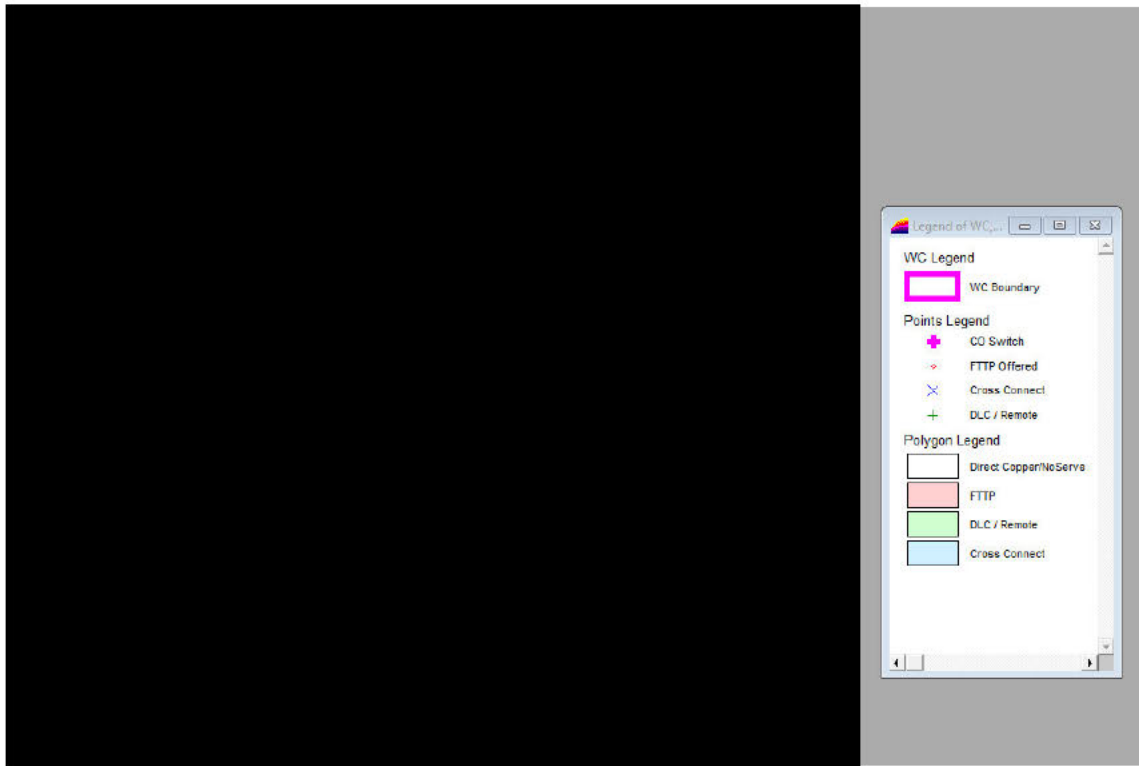 Legend of WC,...
WC Legend
WC Boundary
Points Legend
CO Switch
FTTP Offered
Cross Connect
DLC / Remote
Polygon Legend
Direct Copper/NoServe
FTTP
DLC / Remote
Cross Connect